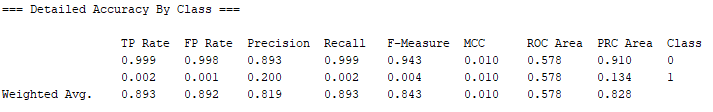 === Detailed Accuracy By Class ===
TP Rate FP Rate Precision Recall F-Measure MCC ROC Area PRC Area Class
0.999 0.998 0.893 0.999 0.943 0.010 0.578 0.910 0
0.002 0.001 0.200 0.002 0.004 0.010 0.578 0.134 1
Weighted Avg. 0.893 0.892 0.819 0.893 0.843 0.010 0.578 0.828